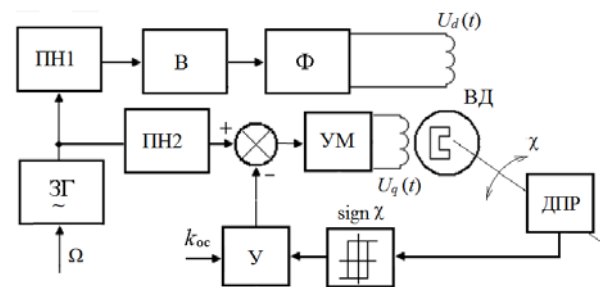 U_d(t)
ПН1
В
Ф
ВД
ПН2
+
−
УМ
χ
U_q(t)
ЗГ
~
sign χ
ДПР
k_ос
У
Ω